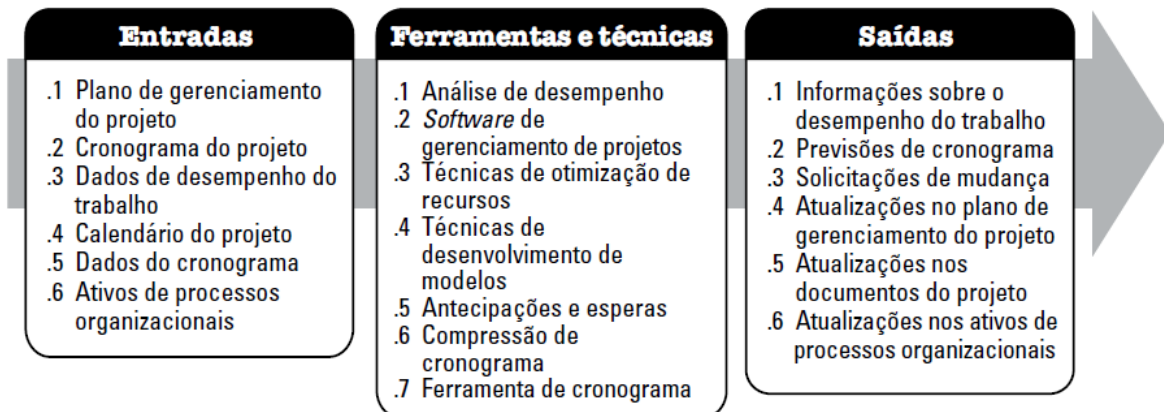 Entradas
.1 Plano de gerenciamento
do projeto
.2 Cronograma do projeto
.3 Dados de desempenho do
trabalho
.4 Calendário do projeto
.5 Dados do cronograma
.6 Ativos de processos
organizacionais
Ferramentas e técnicas
.1 Análise de desempenho
.2 Software de
gerenciamento de projetos
.3 Técnicas de otimização de
recursos
.4 Técnicas de
desenvolvimento de
modelos
.5 Antecipações e esperas
.6 Compressão de
cronograma
.7 Ferramenta de cronograma
Saídas
.1 Informações sobre o
desempenho do trabalho
.2 Previsões de cronograma
.3 Solicitações de mudança
.4 Atualizações no plano de
gerenciamento do projeto
.5 Atualizações nos
documentos do projeto
.6 Atualizações nos ativos de
processos organizacionais